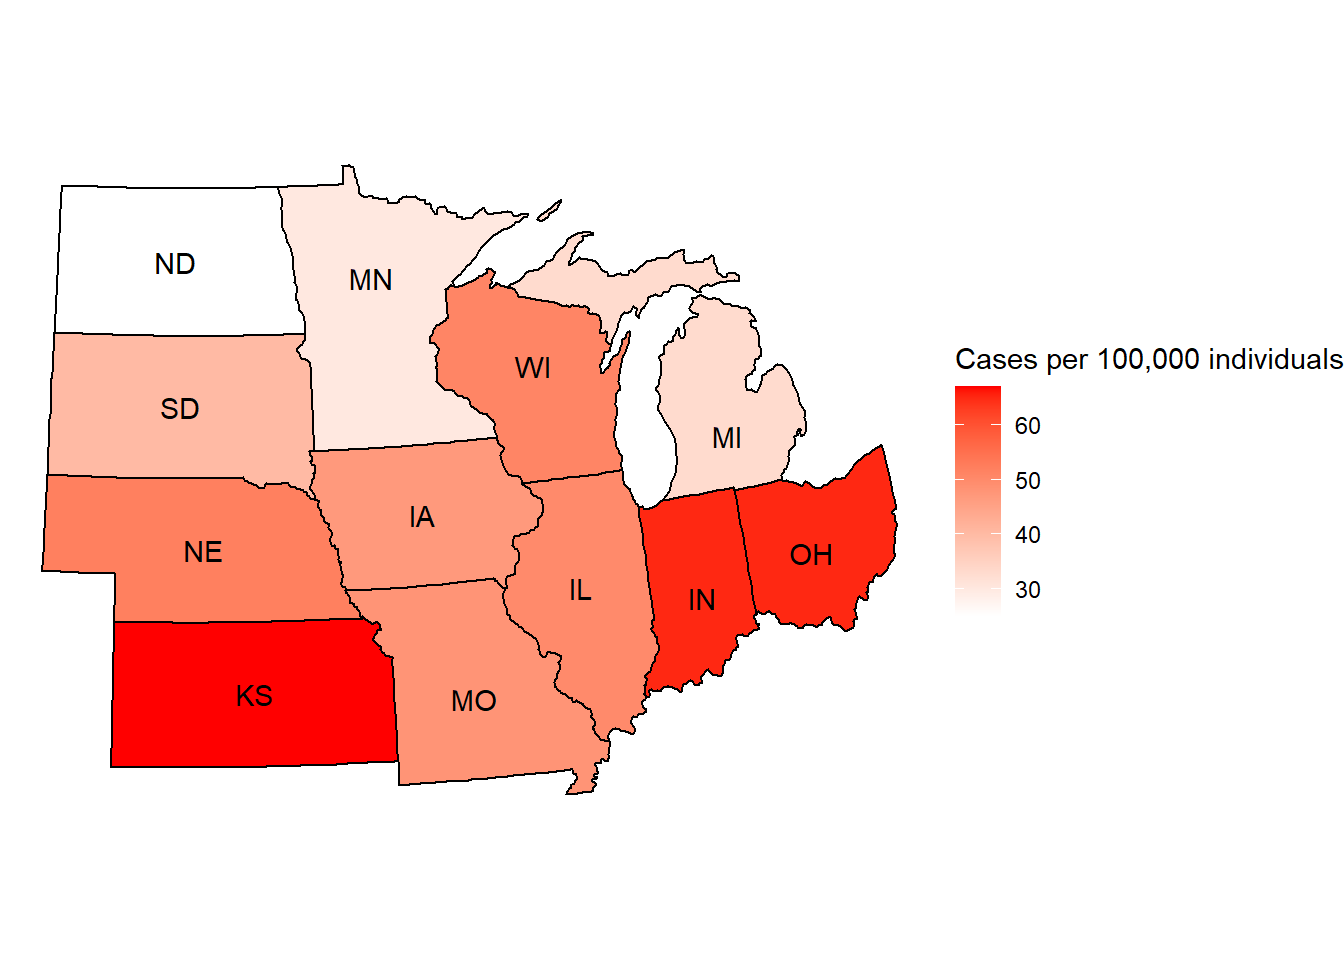 ND
MN
WI
SD
MI
IA
NE
OH
IL
IN
KS
MO
Cases per 100,000 individuals
60
50
40
30